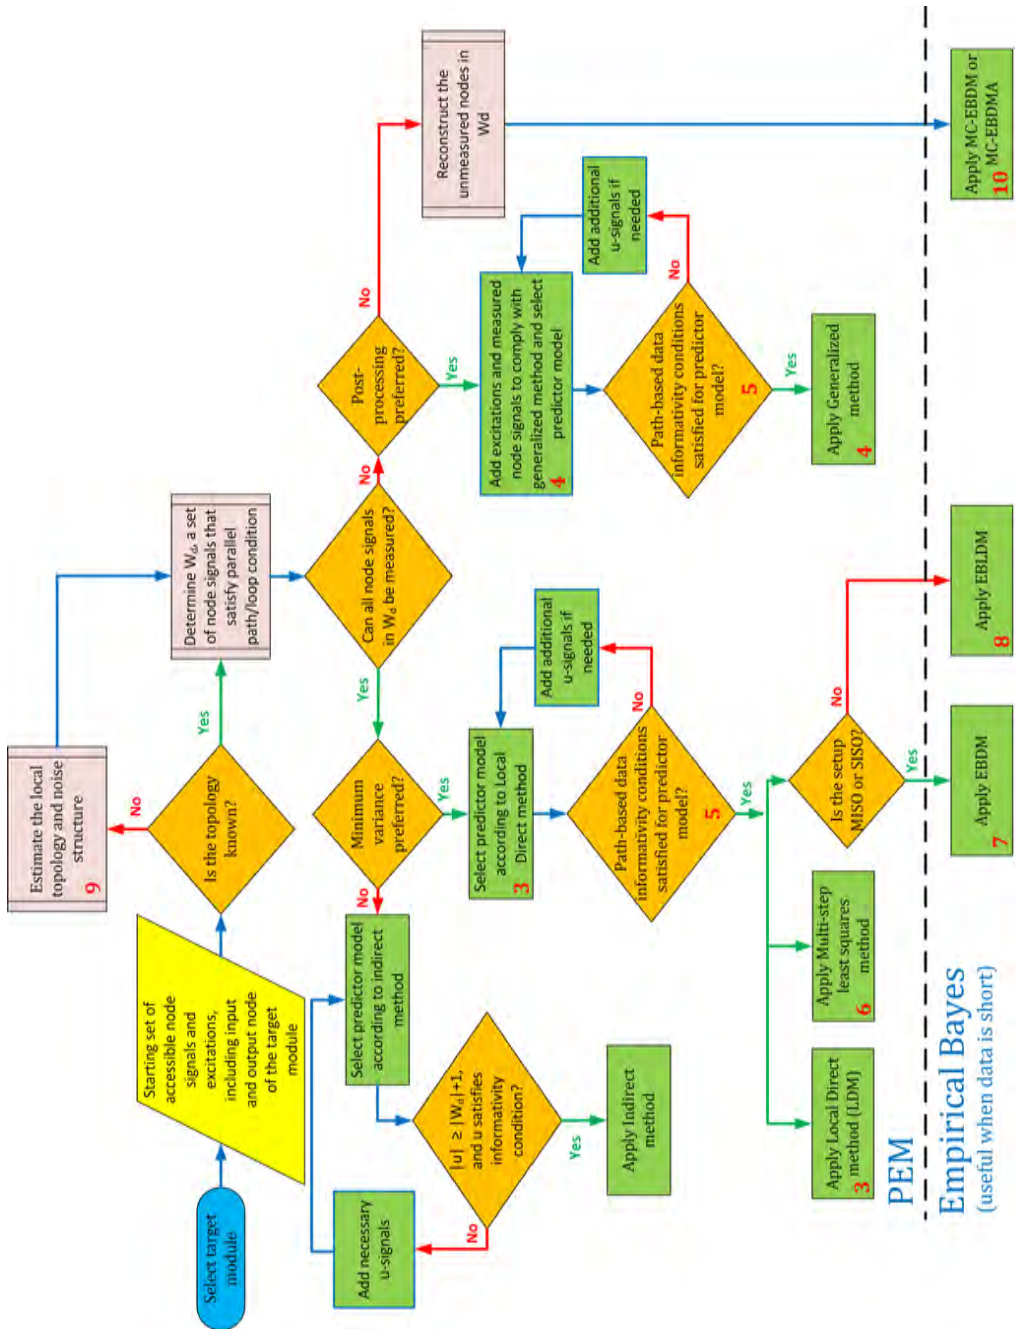 Select target
module
Starting set of
accessible node
signals and
excitations,
including input
and output node
of the target
module
Is the topology
known?
No
Yes
Estimate the local
topology and noise
structure
9
Determine Wd, a set
of node signals that
satisfy parallel
path/loop condition
Can all node signals
in Wd be measured?
Yes
No
Minimum
variance
preferred?
No
Yes
Select predictor model
according to indirect
method
|u| ≥ |Wd|+1,
and u satisfies
informativity
condition?
No
Yes
Add necessary
u-signals
Apply Indirect
method
Select predictor model
according to Local
Direct method
3
Path-based data
informativity conditions
satisfied for predictor
model?
5
No
Yes
Add additional
u-signals if
needed
Apply Local Direct
method (LDM)
3
Apply Multi-step
least squares
method
6
Is the setup
MISO or SISO?
No
Yes
Apply EBDM
7
Apply EBLDM
8
Post-
processing
preferred?
No
Yes
Add excitations and measured
node signals to comply with
generalized method and select
predictor model
4
Path-based data
informativity conditions
satisfied for predictor
model?
5
No
Yes
Add additional
u-signals if
needed
Apply Generalized
method
4
Reconstruct the
unmeasured nodes in
Wd
Apply MC-EBDM or
MC-EBDMA
10
PEM
Empirical Bayes
(useful when data is short)